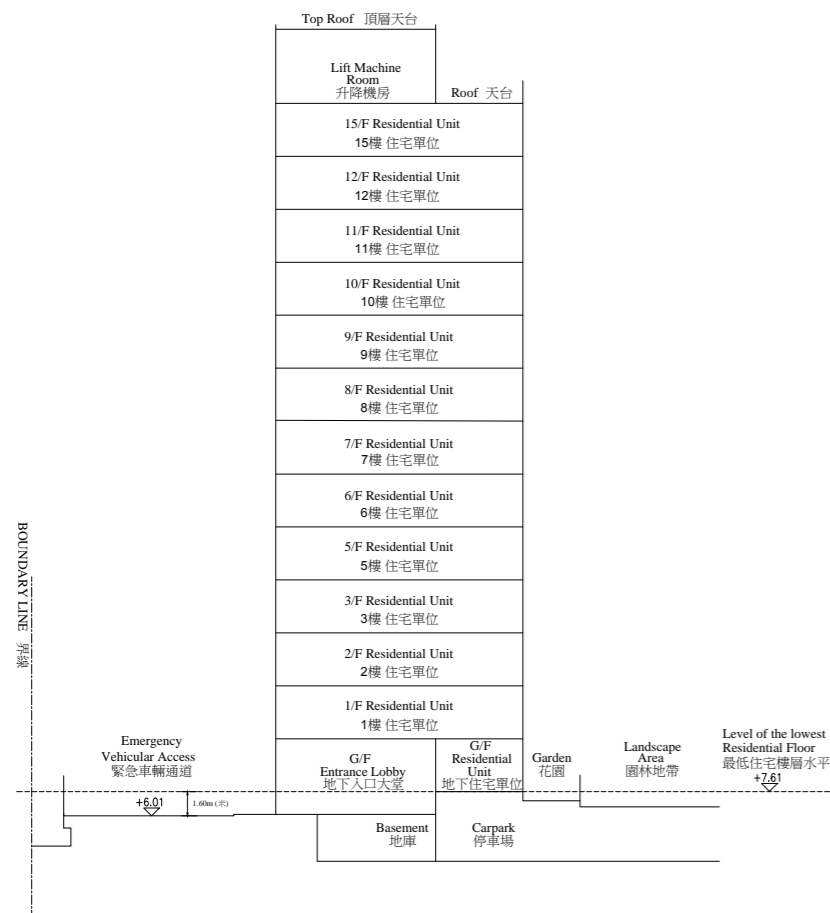 Top Roof 頂層天台
Lift Machine
Room
升降機房
Roof 天台
15/F Residential Unit
15樓 住宅單位
12/F Residential Unit
12樓 住宅單位
11/F Residential Unit
11樓 住宅單位
10/F Residential Unit
10樓 住宅單位
9/F Residential Unit
9樓 住宅單位
8/F Residential Unit
8樓 住宅單位
7/F Residential Unit
7樓 住宅單位
6/F Residential Unit
6樓 住宅單位
5/F Residential Unit
5樓 住宅單位
3/F Residential Unit
3樓 住宅單位
2/F Residential Unit
2樓 住宅單位
1/F Residential Unit
1樓 住宅單位
BOUNDARY LINE 界線
Emergency
Vehicular Access
緊急車輛通道
G/F
Entrance Lobby
地下入口大堂
G/F
Residential
Unit
地下住宅單位
Garden
花園
Landscape
Area
園林地帶
Level of the lowest
Residential Floor
最低住宅樓層水平
+7.61
+6.01
1.60m (米)
Basement
地庫
Carpark
停車場